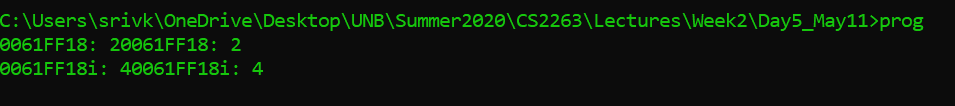 C:\Users\srivk\OneDrive\Desktop\UNB\Summer2020\CS2263\Lectures\Week2\Day5_May11>prog
0061FF18: 20061FF18: 2
0061FF18i: 40061FF18i: 4